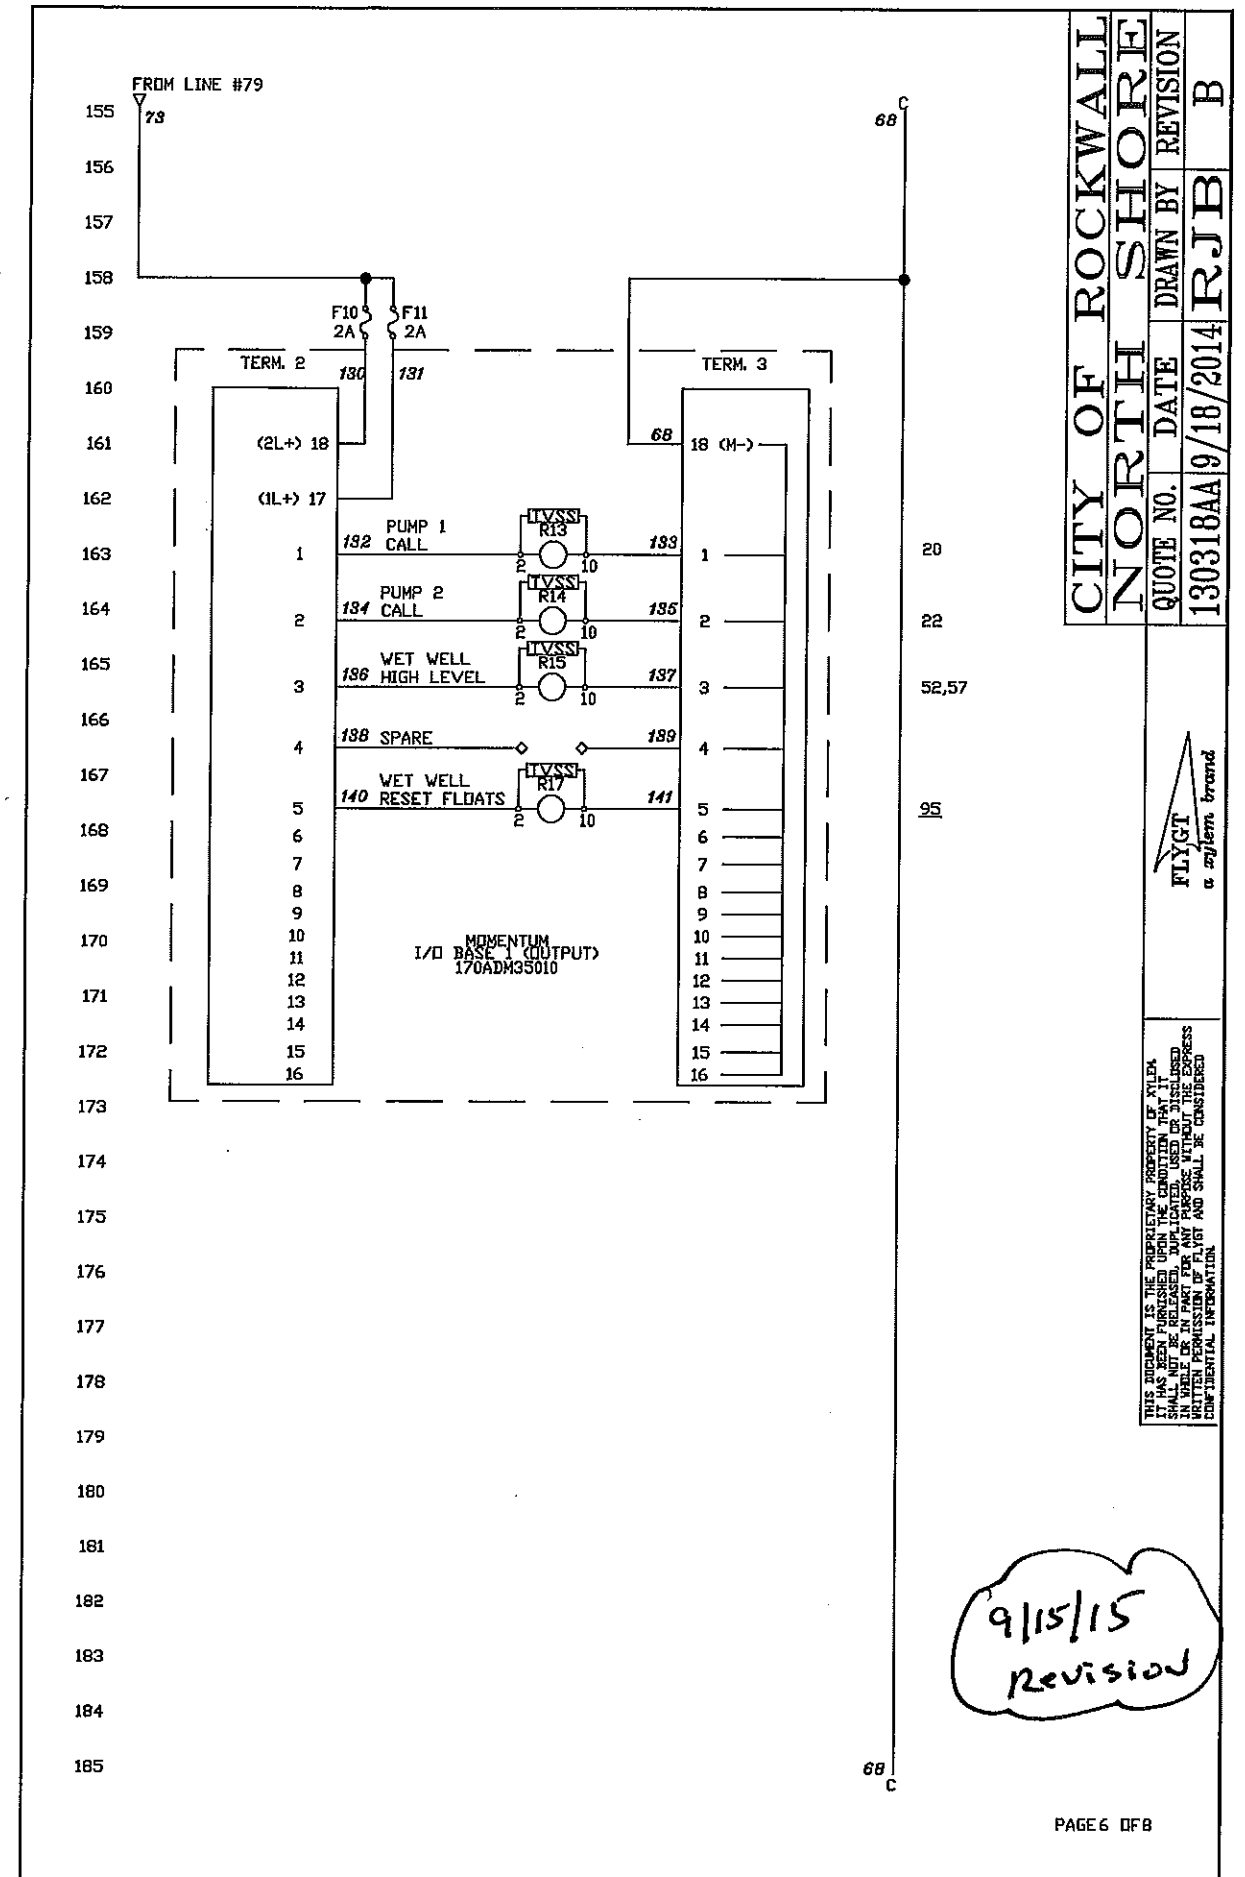 FROM LINE #79
155 73 68 C
156
157
158
F10 F11
159 2A 2A
TERM. 2 TERM. 3
130 131
160
161 (2L+) 18 68 18 (M-)
162 (1L+) 17
TVSS
PUMP 1 R13
163 1 132 CALL 2 10 133 1 20
TVSS
PUMP 2 R14
164 2 134 CALL 2 10 135 2 22
TVSS
165 WET WELL R15
3 136 HIGH LEVEL 2 10 137 3 52,57
166
4 138 SPARE 139 4
167 TVSS
WET WELL R17
5 140 RESET FLOATS 2 10 141 5 95
168 6 6
7 7
169 8 8
9 9
170 10 MOMENTUM 10
11 I/O BASE 1 (OUTPUT) 11
12 170ADM35010 12
171 13 13
14 14
172 15 15
16 16
173
174
175
176
177
178
179
180
181
182
183
184
185 68 C
CITY OF ROCKWALL
NORTH SHORE
QUOTE NO. DATE DRAWN BY REVISION
130318AA 9/18/2014 RJB B
FLYGT
a xylem brand
THIS DOCUMENT IS THE PROPRIETARY PROPERTY OF XYLEM.
IT HAS BEEN FURNISHED UPON THE CONDITION THAT IT
SHALL NOT BE RELEASED, DUPLICATED, USED OR DISCLOSED
IN WHOLE OR IN PART FOR ANY PURPOSE WITHOUT THE EXPRESS
WRITTEN PERMISSION OF FLYGT AND SHALL BE CONSIDERED
CONFIDENTIAL INFORMATION.
9/15/15
Revision
PAGE 6 OF 8